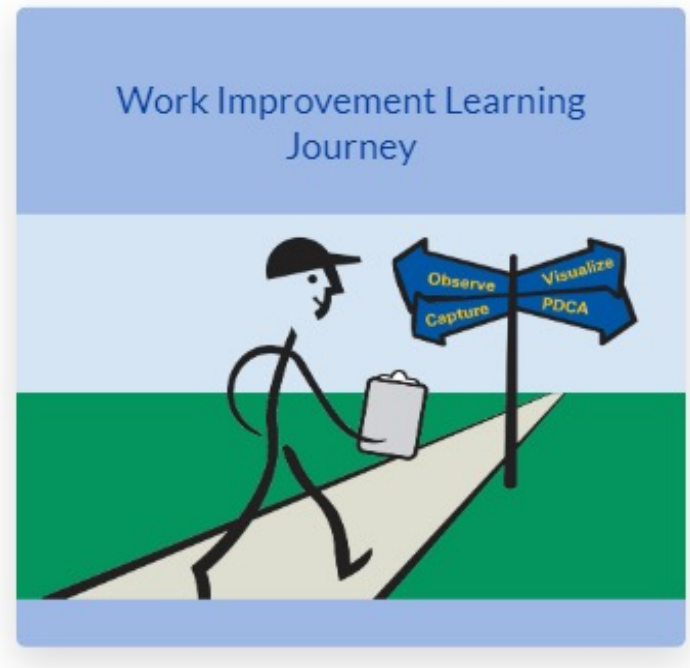 Work Improvement Learning
Journey
Observe
Visualize
Capture
PDCA